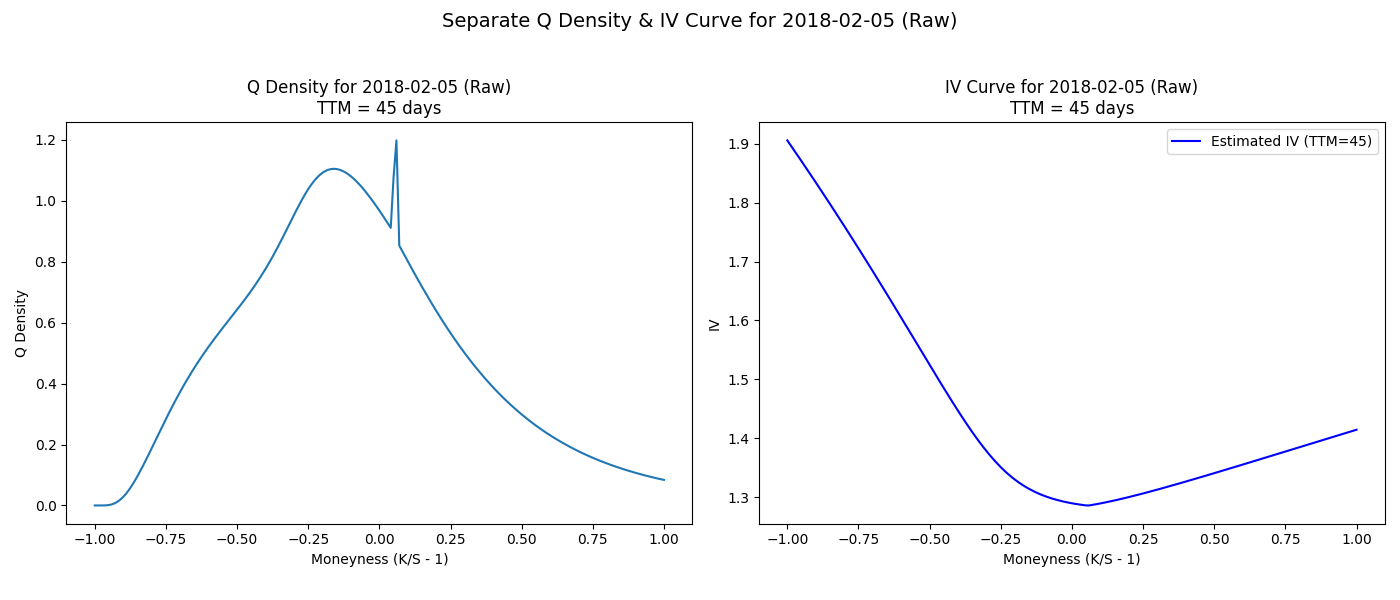 Separate Q Density & IV Curve for 2018-02-05 (Raw)
Q Density for 2018-02-05 (Raw)
TTM = 45 days
Q Density
1.2
1.0
0.8
0.6
0.4
0.2
0.0
−1.00 −0.75 −0.50 −0.25 0.00 0.25 0.50 0.75 1.00
Moneyness (K/S - 1)
IV Curve for 2018-02-05 (Raw)
TTM = 45 days
Estimated IV (TTM=45)
IV
1.9
1.8
1.7
1.6
1.5
1.4
1.3
−1.00 −0.75 −0.50 −0.25 0.00 0.25 0.50 0.75 1.00
Moneyness (K/S - 1)